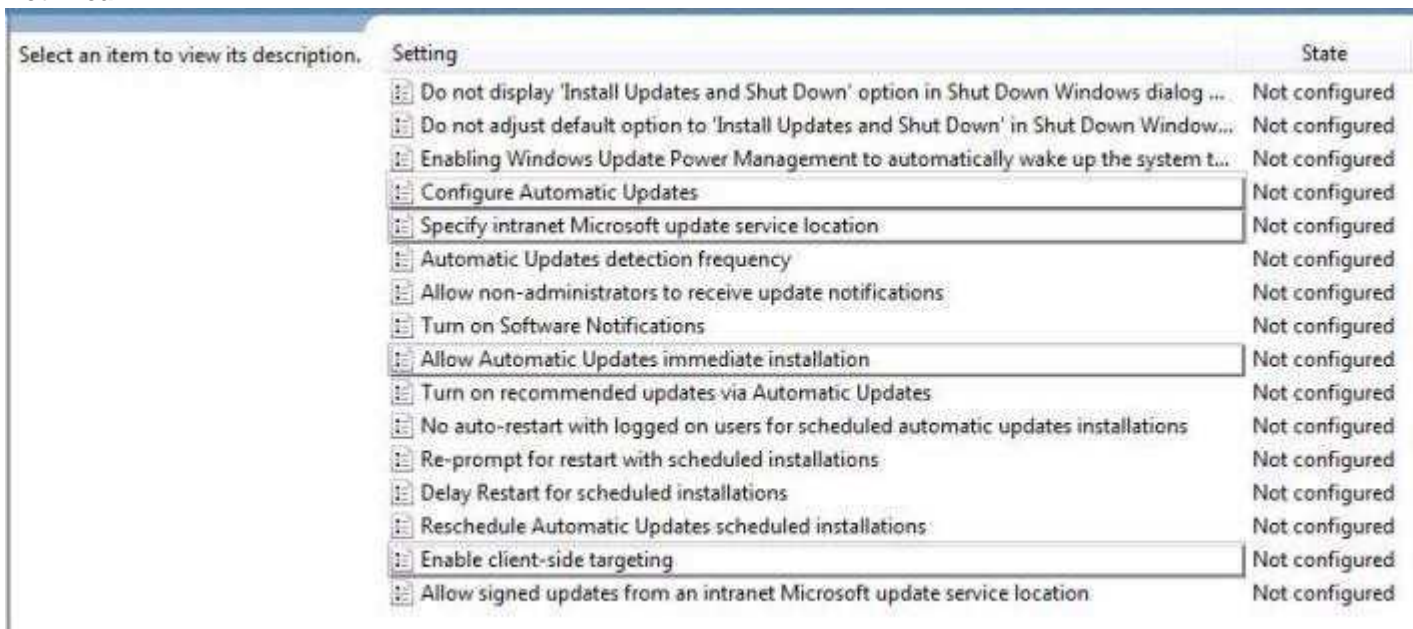 Select an item to view its description.
Setting State
Do not display 'Install Updates and Shut Down' option in Shut Down Windows dialog ... Not configured
Do not adjust default option to 'Install Updates and Shut Down' in Shut Down Window... Not configured
Enabling Windows Update Power Management to automatically wake up the system t... Not configured
Configure Automatic Updates Not configured
Specify intranet Microsoft update service location Not configured
Automatic Updates detection frequency Not configured
Allow non-administrators to receive update notifications Not configured
Turn on Software Notifications Not configured
Allow Automatic Updates immediate installation Not configured
Turn on recommended updates via Automatic Updates Not configured
No auto-restart with logged on users for scheduled automatic updates installations Not configured
Re-prompt for restart with scheduled installations Not configured
Delay Restart for scheduled installations Not configured
Reschedule Automatic Updates scheduled installations Not configured
Enable client-side targeting Not configured
Allow signed updates from an intranet Microsoft update service location Not configured